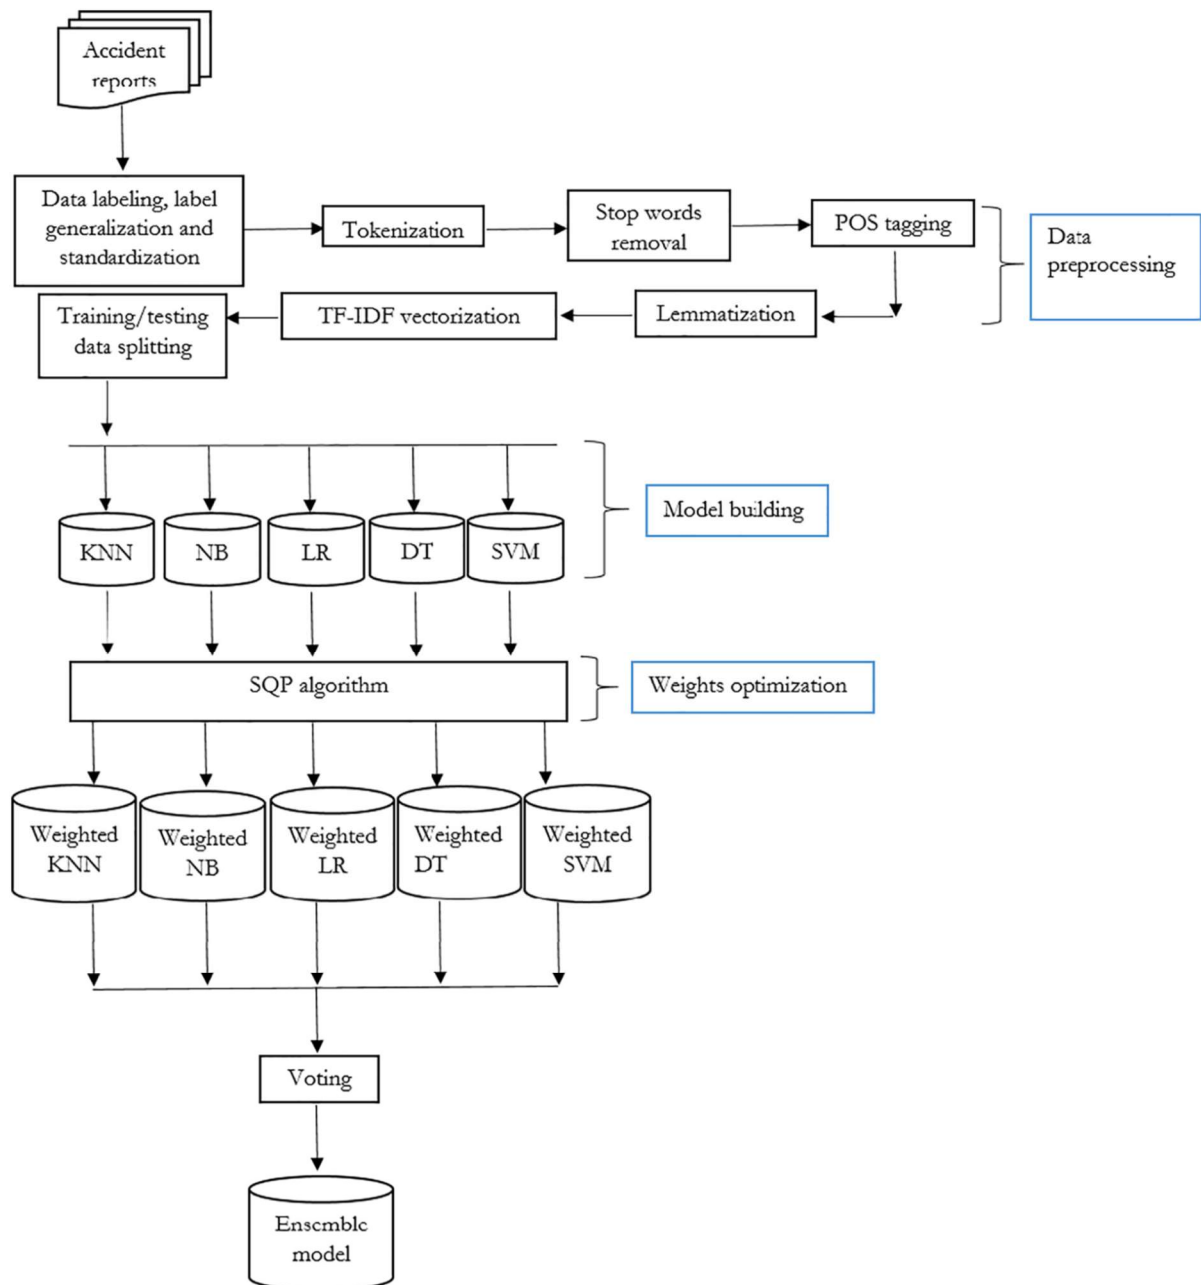 Accident
reports
Data labeling, label
generalization and
standardization
Tokenization
Stop words
removal
POS tagging
Data
preprocessing
Training/testing
data splitting
TF-IDF vectorization
Lemmatization
KNN
NB
LR
DT
SVM
Model building
SQP algorithm
Weights optimization
Weighted
KNN
Weighted
NB
Weighted
LR
Weighted
DT
Weighted
SVM
Voting
Ensemble
model